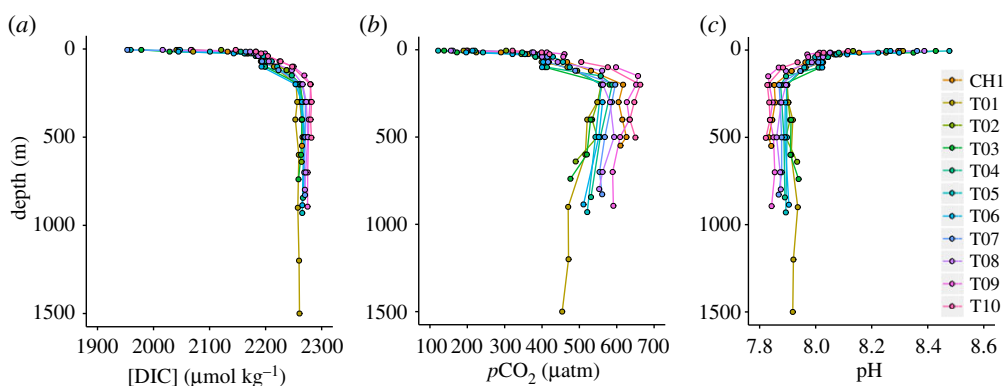 (a)
(b)
(c)
0
500
1000
1500
depth (m)
1900 2000 2100 2200 2300
[DIC] (µmol kg⁻¹)
0
500
1000
1500
100 200 300 400 500 600 700
pCO₂ (µatm)
0
500
1000
1500
7.8 8.0 8.2 8.4 8.6
pH
CH1
T01
T02
T03
T04
T05
T06
T07
T08
T09
T10